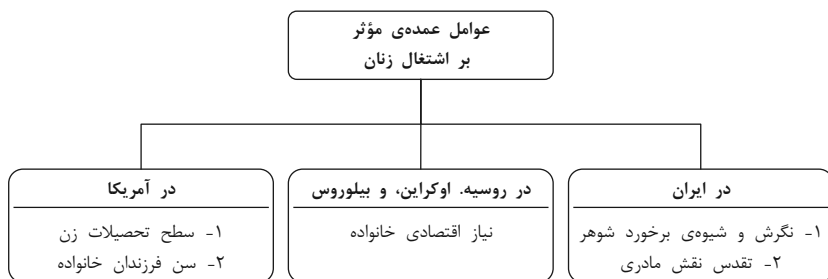 عوامل عمده‌ی مؤثر
بر اشتغال زنان
در ایران
۱- نگرش و شیوه‌ی برخورد شوهر
۲- تقدس نقش مادری
در روسیه. اوکراین، و بیلوروس
نیاز اقتصادی خانواده
در آمریکا
۱- سطح تحصیلات زن
۲- سن فرزندان خانواده